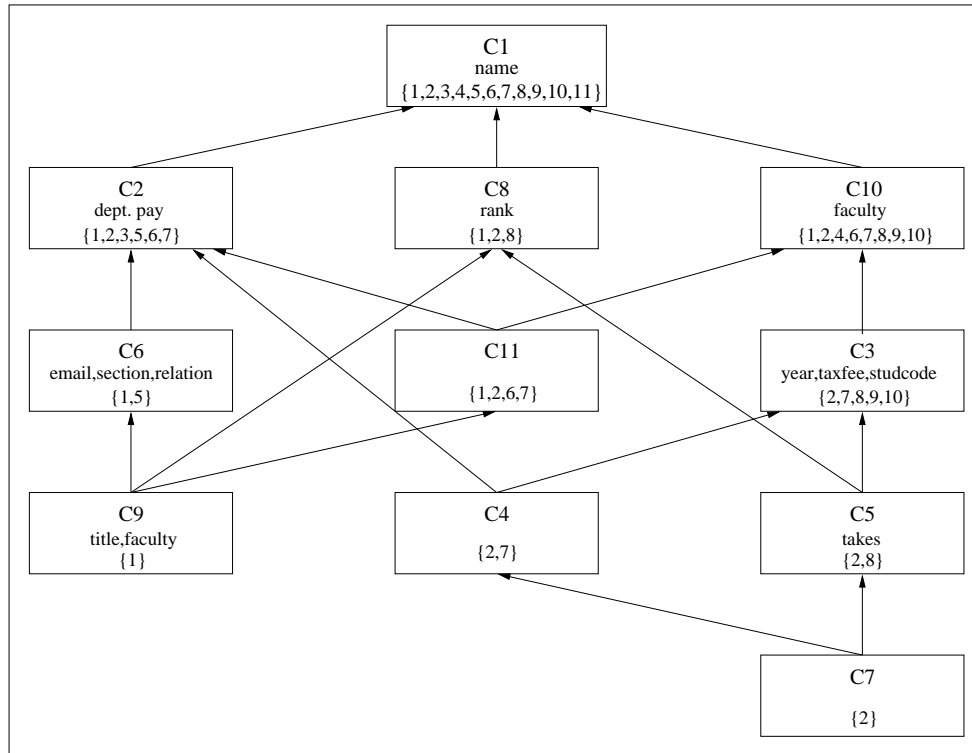 C1
name
{1,2,3,4,5,6,7,8,9,10,11}
C2
dept. pay
{1,2,3,5,6,7}
C8
rank
{1,2,8}
C10
faculty
{1,2,4,6,7,8,9,10}
C6
email,section,relation
{1,5}
C11
{1,2,6,7}
C3
year,taxfee,studcode
{2,7,8,9,10}
C9
title,faculty
{1}
C4
{2,7}
C5
takes
{2,8}
C7
{2}